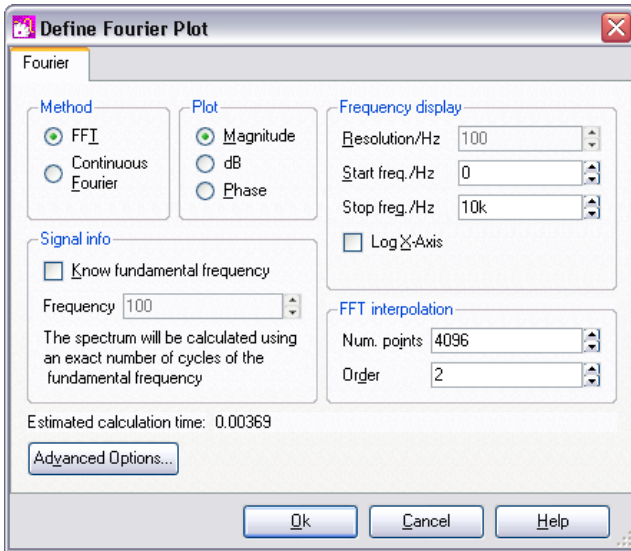 Define Fourier Plot
Fourier
Method
FFT
Continuous
Fourier
Plot
Magnitude
dB
Phase
Frequency display
Resolution/Hz 100
Start freq./Hz 0
Stop freq./Hz 10k
Log X-Axis
Signal info
Know fundamental frequency
Frequency 100
The spectrum will be calculated using
an exact number of cycles of the
fundamental frequency
FFT interpolation
Num. points 4096
Order 2
Estimated calculation time: 0.00369
Advanced Options...
Ok Cancel Help